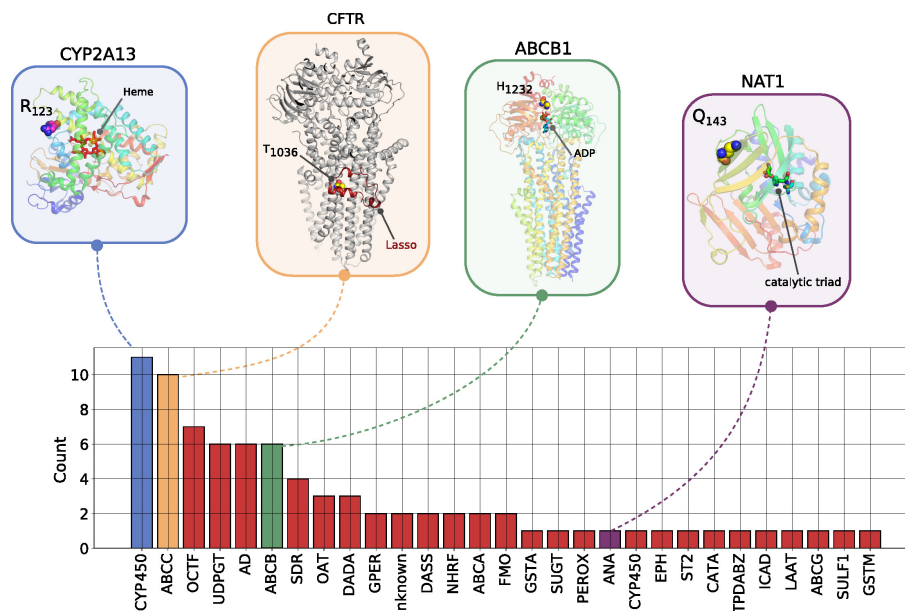 CFTR
CYP2A13
ABCB1
NAT1
R123
Heme
T1036
Lasso
H1232
ADP
Q143
catalytic triad
Count
10
8
6
4
2
0
CYP450
ABCC
OCTF
UDPGT
AD
ABCB
SDR
OAT
DADA
GPER
nknown
DASS
NHRF
ABCA
FMO
GSTA
SUGT
PEROX
ANA
CYP450
EPH
ST2
CATA
TPDABZ
ICAD
LAAT
ABCG
SULF1
GSTM